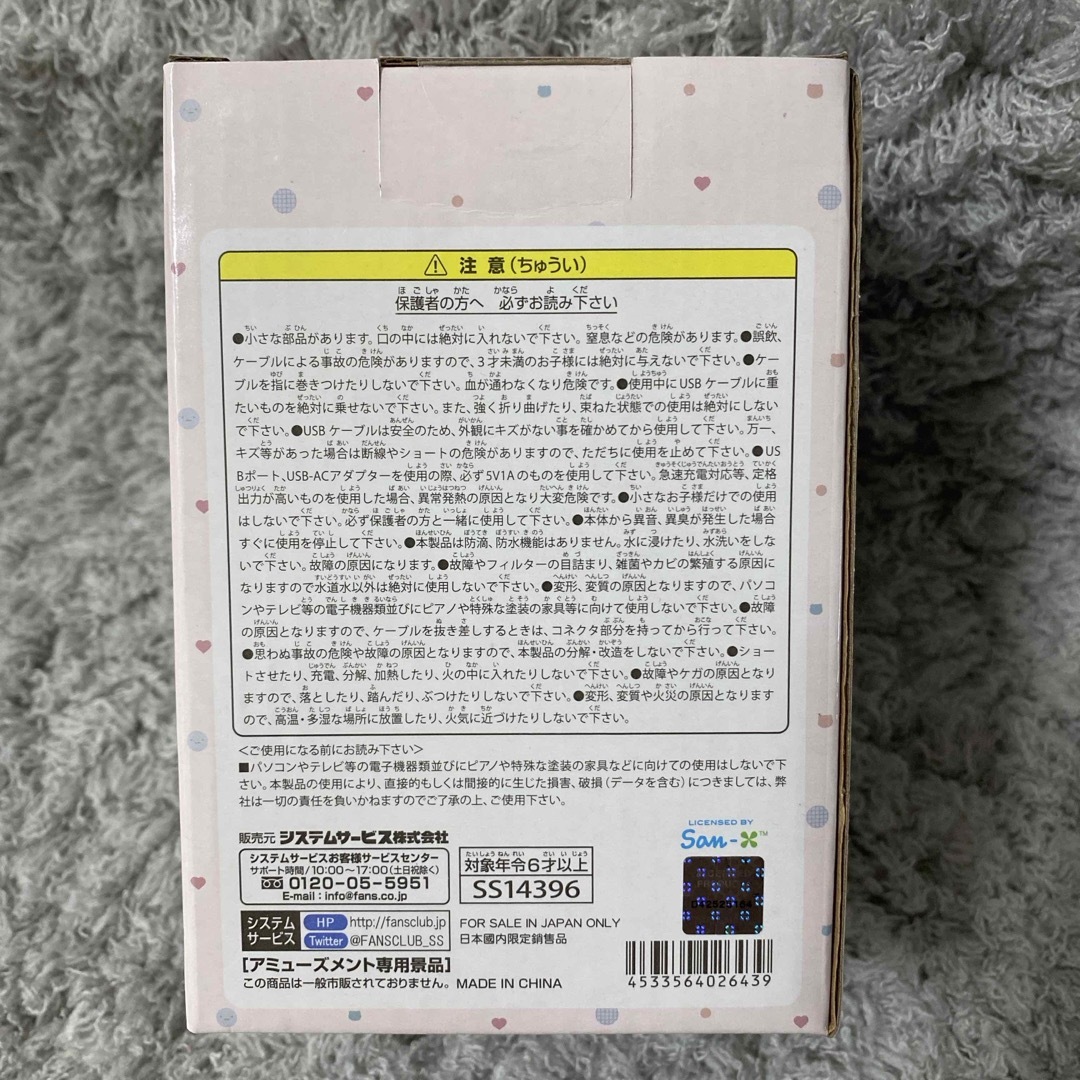 注意(ちゅうい)
保護者の方へ 必ずお読み下さい
●小さな部品があります。口の中には絶対に入れないで下さい。窒息などの危険があります。●誤飲、
ケーブルによる事故の危険がありますので、3才未満のお子様には絶対に与えないで下さい。●ケー
ブルを指に巻きつけたりしないで下さい。血が通わなくなり危険です。●使用中にUSBケーブルに重
たいものを絶対に乗せないで下さい。また、強く折り曲げたり、束ねた状態での使用は絶対にしない
で下さい。●USBケーブルは安全のため、外観にキズがない事を確かめてから使用して下さい。万一、
キズ等があった場合は断線やショートの危険がありますので、ただちに使用を止めて下さい。●US
Bポート、USB-ACアダプターを使用の際、必ず5V1Aのものを使用して下さい。急速充電対応等、定格
出力が高いものを使用した場合、異常発熱の原因となり大変危険です。●小さなお子様だけでの使用
はしないで下さい。必ず保護者の方と一緒に使用して下さい。●本体から異音、異臭が発生した場合
すぐに使用を停止して下さい。●本製品は防滴、防水機能はありません。水に浸けたり、水洗いをしな
いで下さい。故障の原因になります。●故障やフィルターの目詰まり、雑菌やカビの繁殖する原因に
なりますので水道水以外は絶対に使用しないで下さい。●変形、変質の原因となりますので、パソコ
ンやテレビ等の電子機器類並びにピアノや特殊な塗装の家具等に向けて使用しないで下さい。●故障
の原因となりますので、ケーブルを抜き差しするときは、コネクタ部分を持ってから行って下さい。
●思わぬ事故の危険や故障の原因となりますので、本製品の分解・改造をしないで下さい。●ショー
トさせたり、充電、分解、加熱したり、火の中に入れたりしないで下さい。●故障やケガの原因となり
ますので、落としたり、踏んだり、ぶつけたりしないで下さい。●変形、変質や火災の原因となります
ので、高温・多湿な場所に放置したり、火気に近づけたりしないで下さい。
<ご使用になる前にお読み下さい>
■パソコンやテレビ等の電子機器類並びにピアノや特殊な塗装の家具などに向けての使用はしないで下
さい。本製品の使用により、直接的もしくは間接的に生じた損害、破損(データを含む)につきましては、弊
社は一切の責任を負いかねますのでご了承の上、ご使用下さい。
販売元 システムサービス株式会社
システムサービスお客様サービスセンター
サポート時間/10:00〜17:00(土日祝除く)
0120-05-5951
E-mail:info@fans.co.jp
システムサービス
HP http://fansclub.jp
Twitter @FANSCLUB_SS
[アミューズメント専用景品]
この商品は一般市販されておりません。 MADE IN CHINA
対象年令6才以上
SS14396
FOR SALE IN JAPAN ONLY
日本國内限定銷售品
LICENSED BY
San-X™
4533564026439